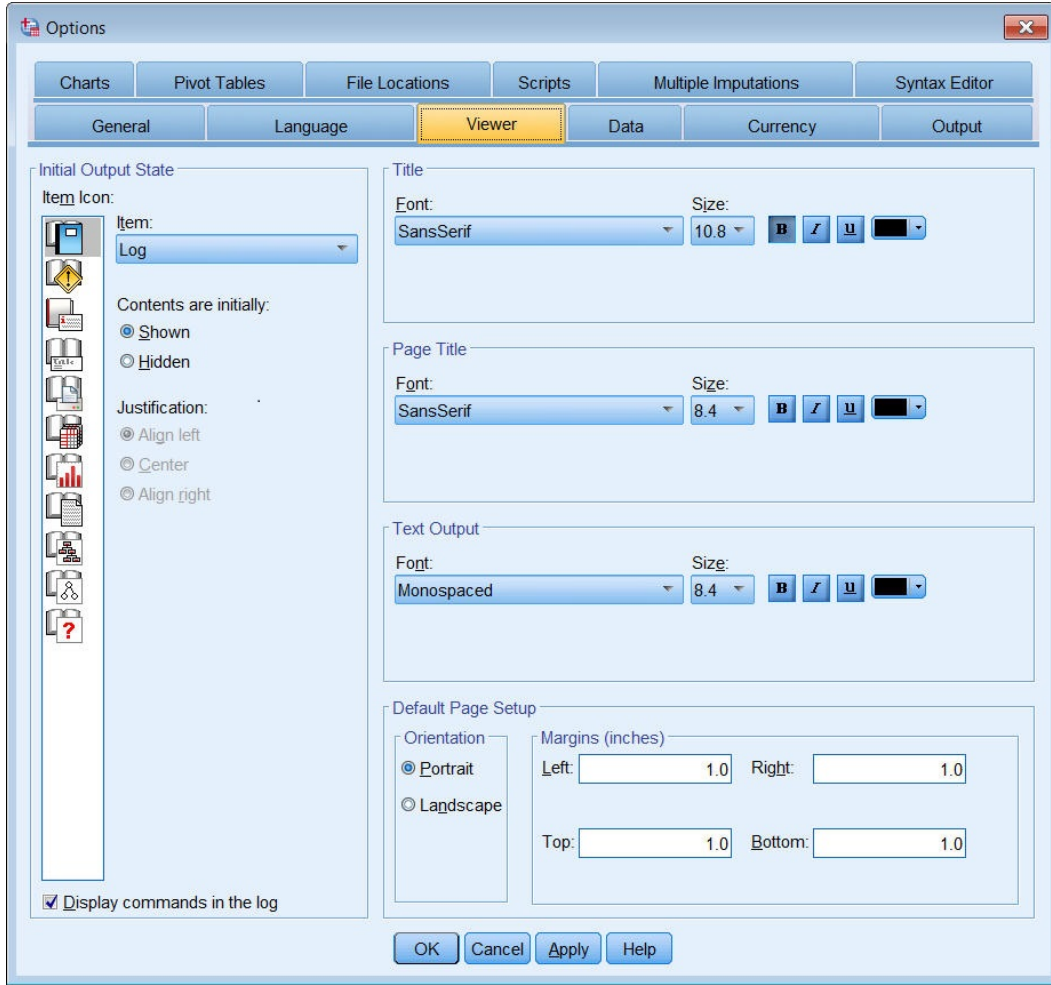 Options
Charts Pivot Tables File Locations Scripts Multiple Imputations Syntax Editor
General Language Viewer Data Currency Output
Initial Output State
Item Icon:
Item:
Log
Contents are initially:
Shown
Hidden
Justification:
Align left
Center
Align right
Display commands in the log
Title
Font: Size:
SansSerif 10.8 B I U
Page Title
Font: Size:
SansSerif 8.4 B I U
Text Output
Font: Size:
Monospaced 8.4 B I U
Default Page Setup
Orientation
Portrait
Landscape
Margins (inches)
Left: 1.0 Right: 1.0
Top: 1.0 Bottom: 1.0
OK Cancel Apply Help